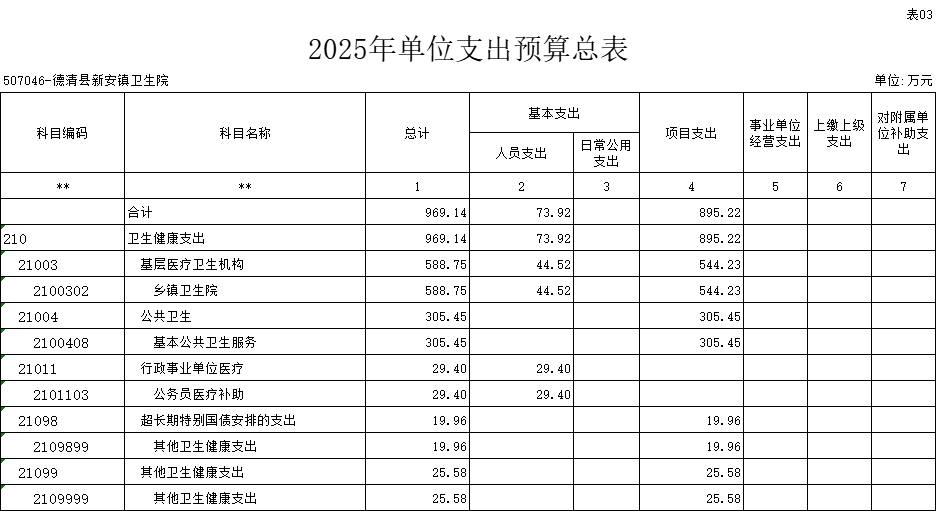 表03
2025年单位支出预算总表
507046-德清县新安镇卫生院 单位:万元
科目编码 科目名称 总计 基本支出 项目支出 事业单位经营支出 上缴上级支出 对附属单位补助支出
人员支出 日常公用支出
** ** 1 2 3 4 5 6 7
合计 969.14 73.92 895.22
210 卫生健康支出 969.14 73.92 895.22
21003 基层医疗卫生机构 588.75 44.52 544.23
2100302 乡镇卫生院 588.75 44.52 544.23
21004 公共卫生 305.45 305.45
2100408 基本公共卫生服务 305.45 305.45
21011 行政事业单位医疗 29.40 29.40
2101103 公务员医疗补助 29.40 29.40
21098 超长期特别国债安排的支出 19.96 19.96
2109899 其他卫生健康支出 19.96 19.96
21099 其他卫生健康支出 25.58 25.58
2109999 其他卫生健康支出 25.58 25.58